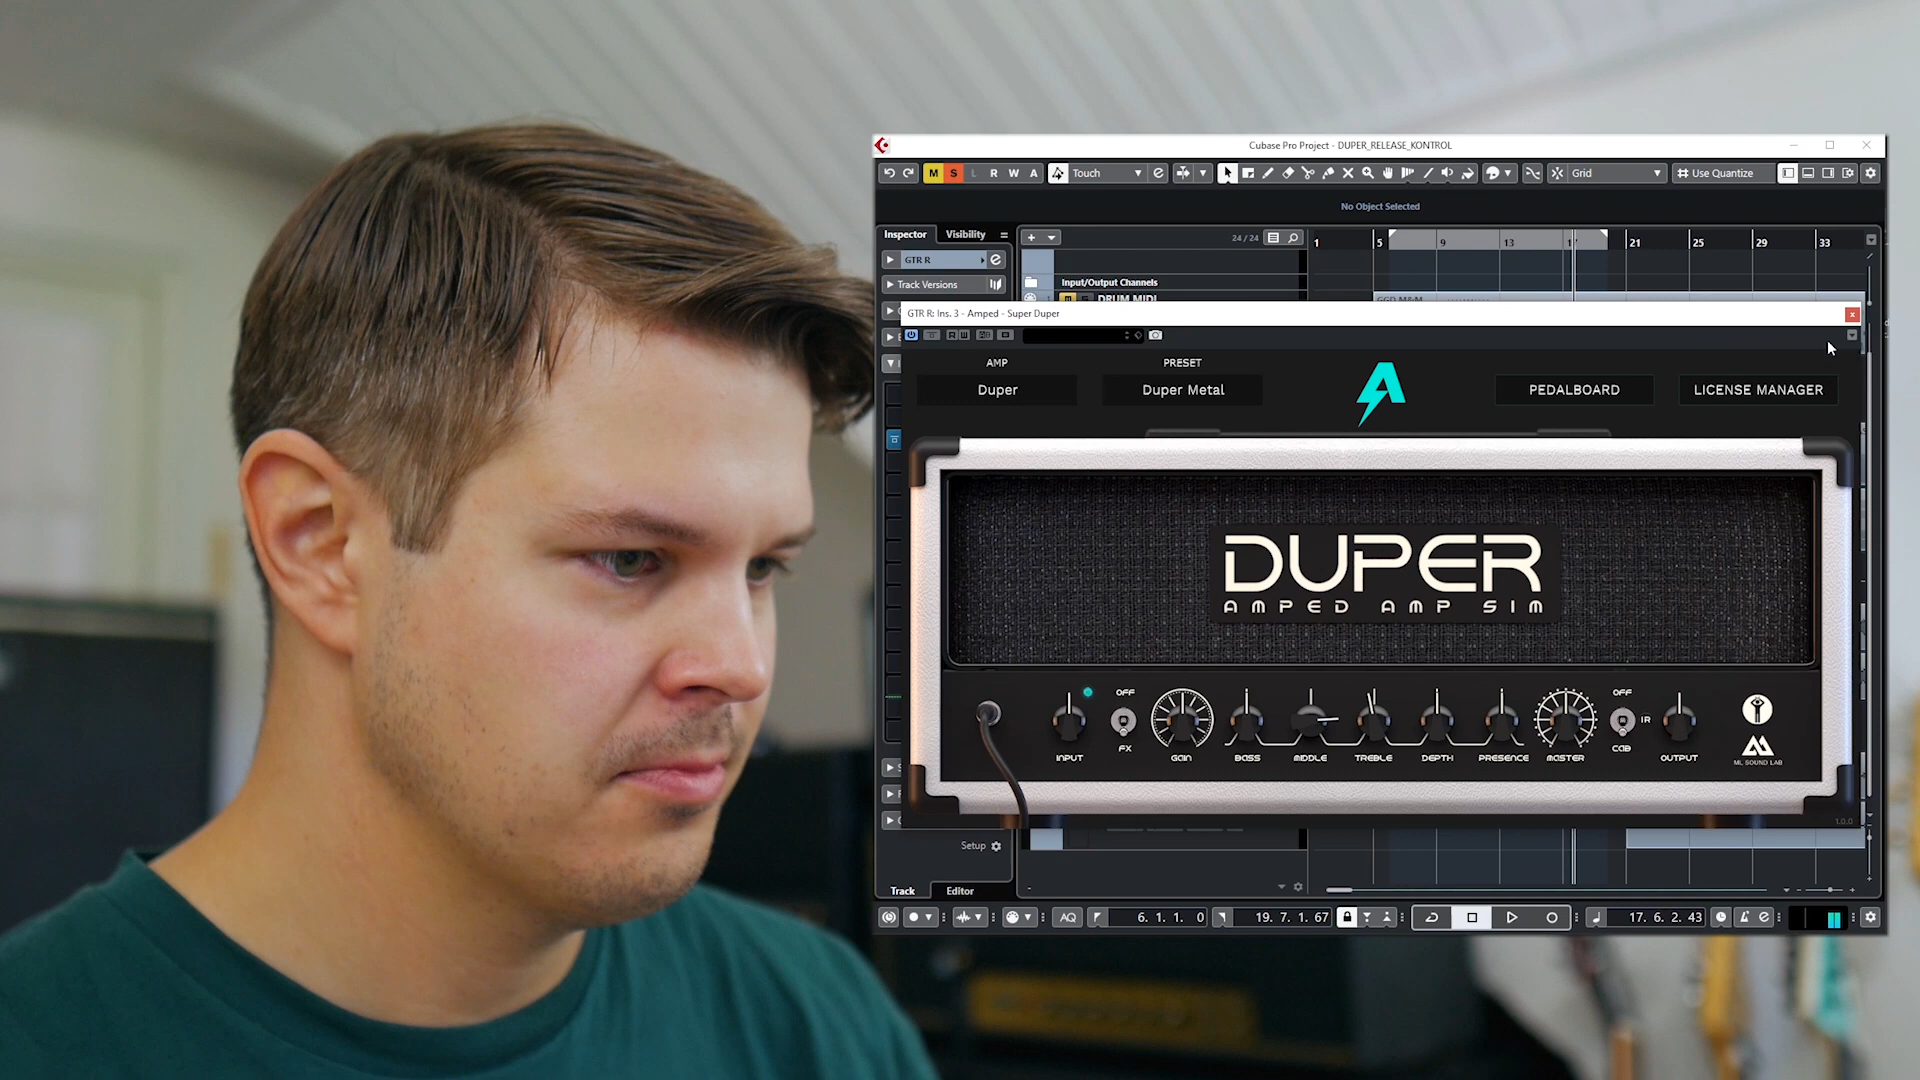 Cubase Pro Project - DUPER_RELEASE_KONTROL
M S L R W A Touch Grid Use Quantize
No Object Selected
Inspector Visibility 24 / 24 1 5 9 13 21 25 29 33
GTR R
Track Versions
Input/Output Channels
DRUM MIDI
GTR R: Ins. 3 - Amped - Super Duper
AMP PRESET
Duper Duper Metal PEDALBOARD LICENSE MANAGER
DUPER
AMPED AMP SIM
OFF OFF
IR
FX CAB
INPUT GAIN BASS MIDDLE TREBLE DEPTH PRESENCE MASTER OUTPUT
ML SOUND LAB
1.0.0
Setup
Track Editor
AQ 6. 1. 1. 0 19. 7. 1. 67 17. 6. 2. 43